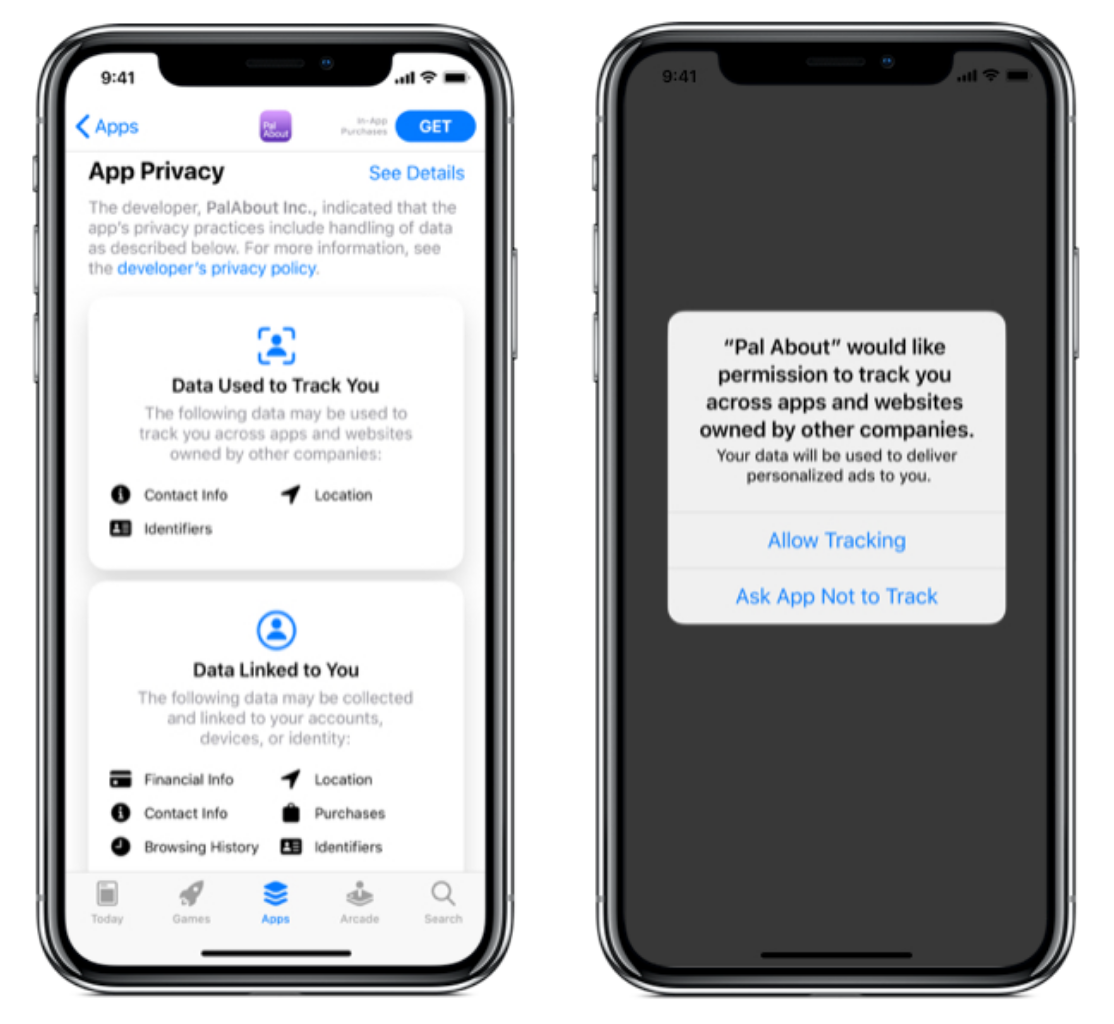 9:41
Apps
Pal
About
In-App
Purchases
GET
App Privacy
See Details
The developer, PalAbout Inc., indicated that the
app's privacy practices include handling of data
as described below. For more information, see
the developer's privacy policy.
Data Used to Track You
The following data may be used to
track you across apps and websites
owned by other companies:
Contact Info
Location
Identifiers
Data Linked to You
The following data may be collected
and linked to your accounts,
devices, or identity:
Financial Info
Location
Contact Info
Purchases
Browsing History
Identifiers
Today
Games
Apps
Arcade
Search
9:41
“Pal About” would like
permission to track you
across apps and websites
owned by other companies.
Your data will be used to deliver
personalized ads to you.
Allow Tracking
Ask App Not to Track